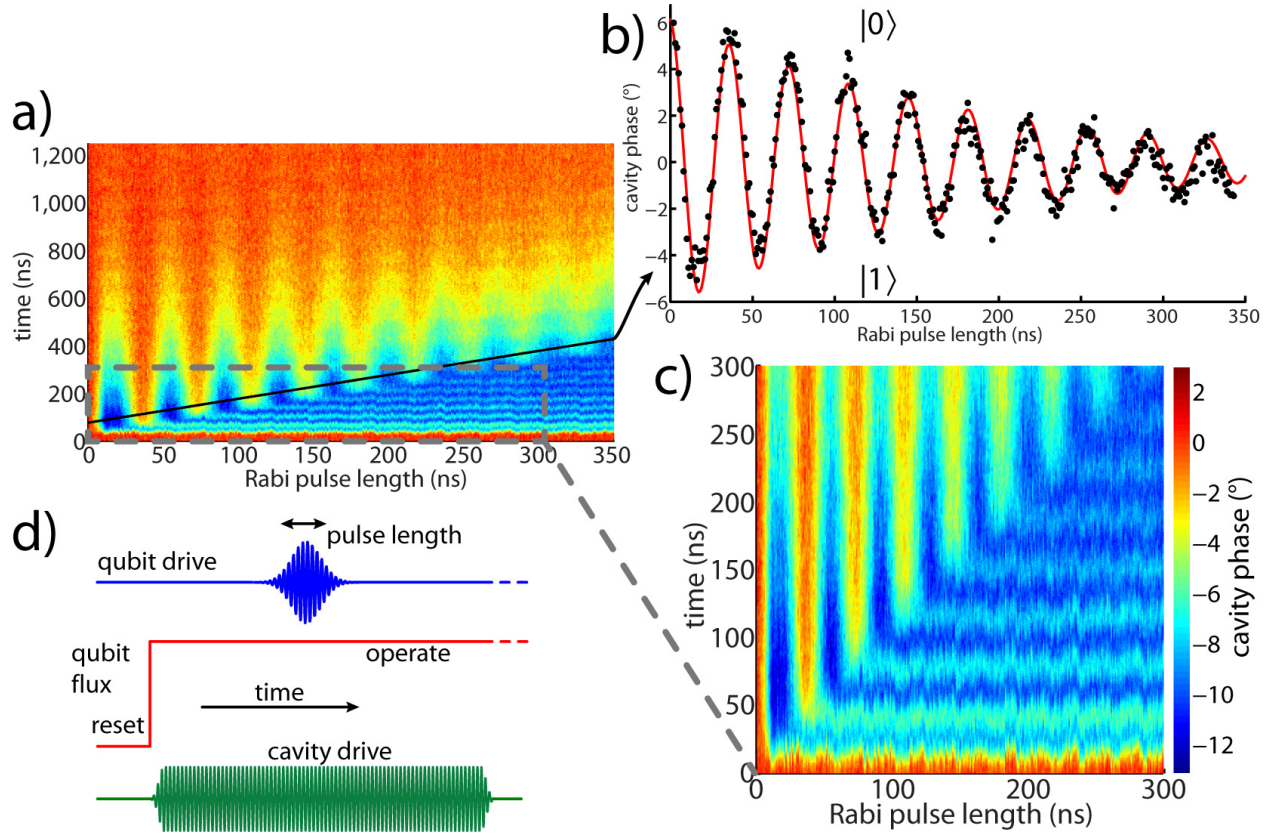 a)
1,200
1,000
800
600
400
200
0
time (ns)
0
50
100
150
200
250
300
350
Rabi pulse length (ns)
b)
|0⟩
|1⟩
6
4
2
0
−2
−4
−6
cavity phase (°)
0
50
100
150
200
250
300
350
Rabi pulse length (ns)
c)
300
250
200
150
100
50
0
time (ns)
0
100
200
300
Rabi pulse length (ns)
2
0
−2
−4
−6
−8
−10
−12
cavity phase (°)
d)
pulse length
qubit drive
qubit
flux
operate
reset
time
cavity drive